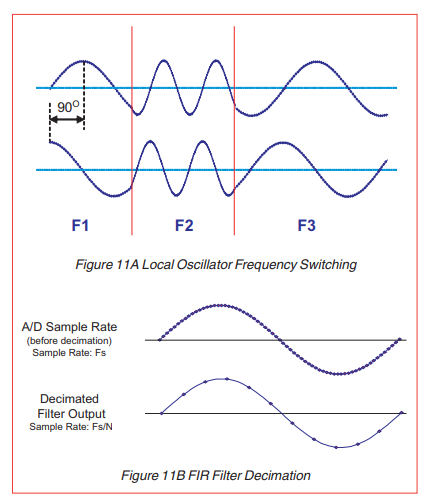 90°
F1 F2 F3
Figure 11A Local Oscillator Frequency Switching
A/D Sample Rate
(before decimation)
Sample Rate: Fs
Decimated
Filter Output
Sample Rate: Fs/N
Figure 11B FIR Filter Decimation